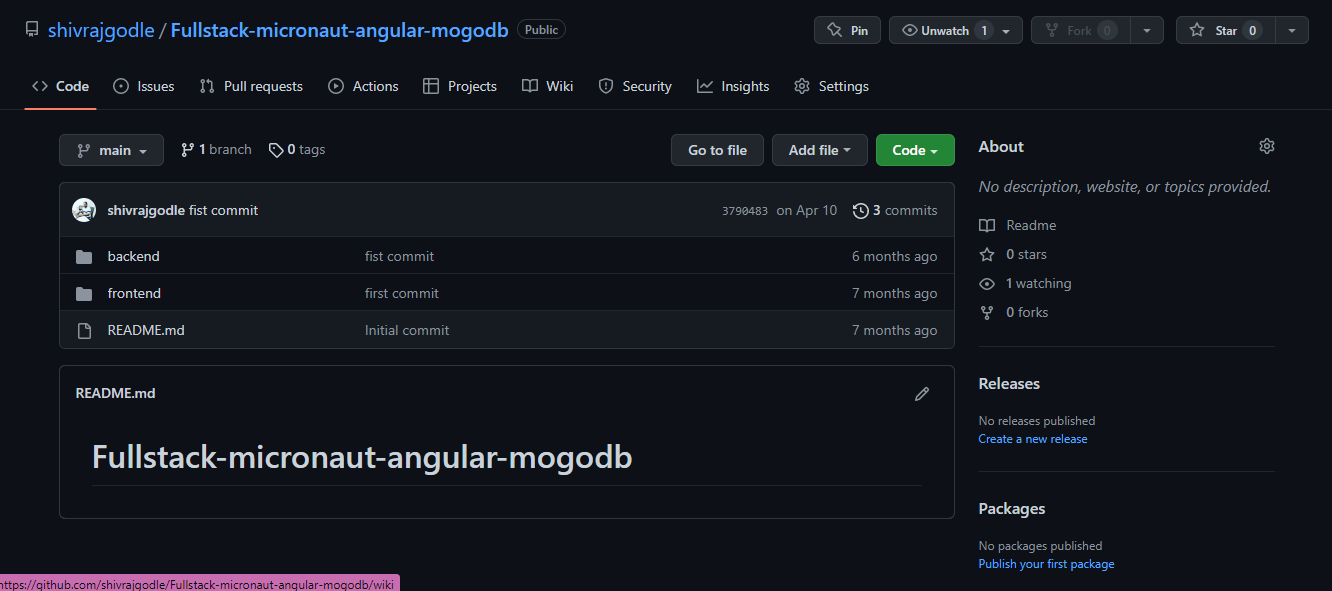 shivrajgodle / Fullstack-micronaut-angular-mogodb Public Pin Unwatch 1 Fork 0 Star 0
Code Issues Pull requests Actions Projects Wiki Security Insights Settings
main 1 branch 0 tags Go to file Add file Code
shivrajgodle fist commit 3790483 on Apr 10 3 commits
backend fist commit 6 months ago
frontend first commit 7 months ago
README.md Initial commit 7 months ago
README.md
Fullstack-micronaut-angular-mogodb
About
No description, website, or topics provided.
Readme
0 stars
1 watching
0 forks
Releases
No releases published
Create a new release
Packages
No packages published
Publish your first package
https://github.com/shivrajgodle/Fullstack-micronaut-angular-mogodb/wiki